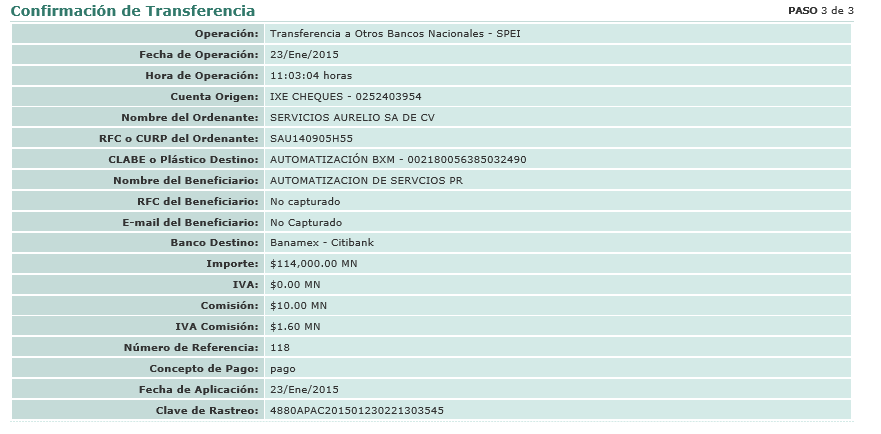 Confirmación de Transferencia PASO 3 de 3
Operación: Transferencia a Otros Bancos Nacionales - SPEI
Fecha de Operación: 23/Ene/2015
Hora de Operación: 11:03:04 horas
Cuenta Origen: IXE CHEQUES - 0252403954
Nombre del Ordenante: SERVICIOS AURELIO SA DE CV
RFC o CURP del Ordenante: SAU140905H55
CLABE o Plástico Destino: AUTOMATIZACIÓN BXM - 002180056385032490
Nombre del Beneficiario: AUTOMATIZACION DE SERVCIOS PR
RFC del Beneficiario: No capturado
E-mail del Beneficiario: No Capturado
Banco Destino: Banamex - Citibank
Importe: $114,000.00 MN
IVA: $0.00 MN
Comisión: $10.00 MN
IVA Comisión: $1.60 MN
Número de Referencia: 118
Concepto de Pago: pago
Fecha de Aplicación: 23/Ene/2015
Clave de Rastreo: 4880APAC201501230221303545